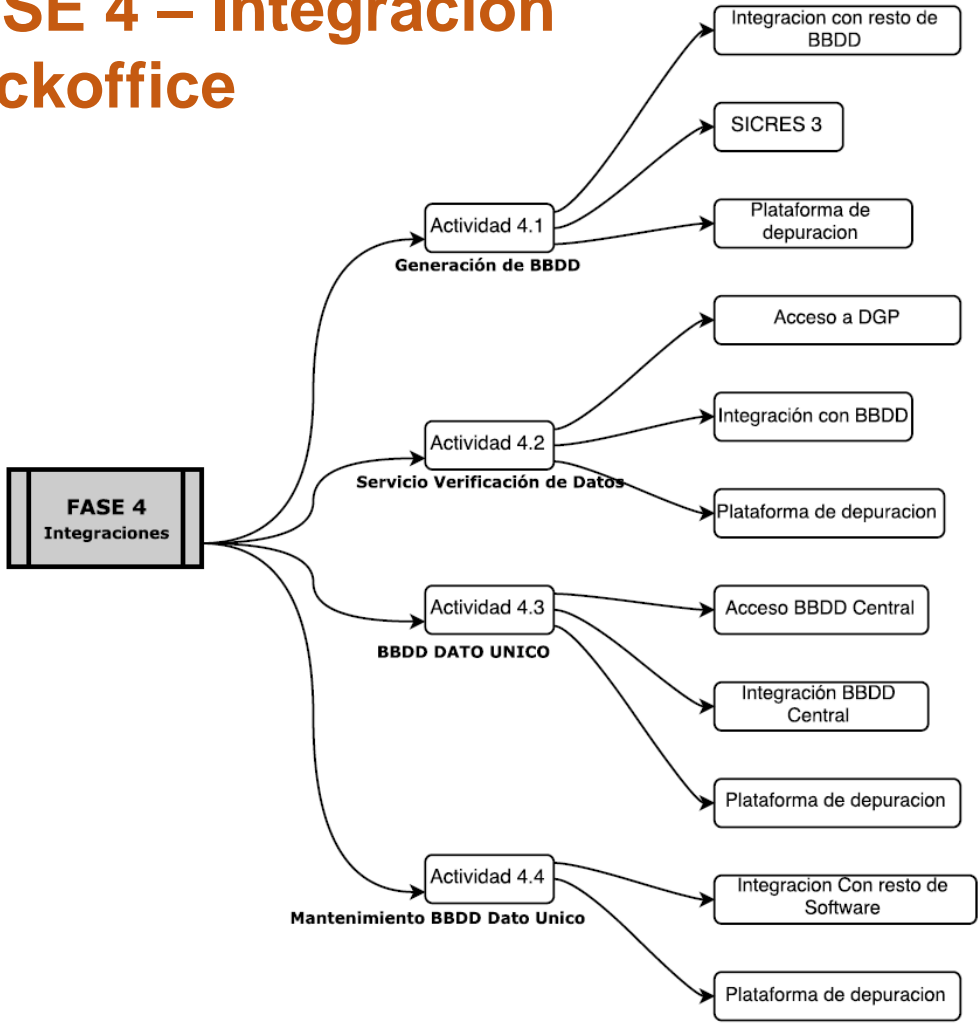 SE 4 – Integración
ckoffice
Integracion con resto de
BBDD
SICRES 3
Plataforma de
depuracion
Actividad 4.1
Generación de BBDD
Acceso a DGP
Integración con BBDD
Plataforma de depuracion
Actividad 4.2
Servicio Verificación de Datos
FASE 4
Integraciones
Acceso BBDD Central
Integración BBDD
Central
Plataforma de depuracion
Actividad 4.3
BBDD DATO UNICO
Integracion Con resto de
Software
Plataforma de depuracion
Actividad 4.4
Mantenimiento BBDD Dato Unico